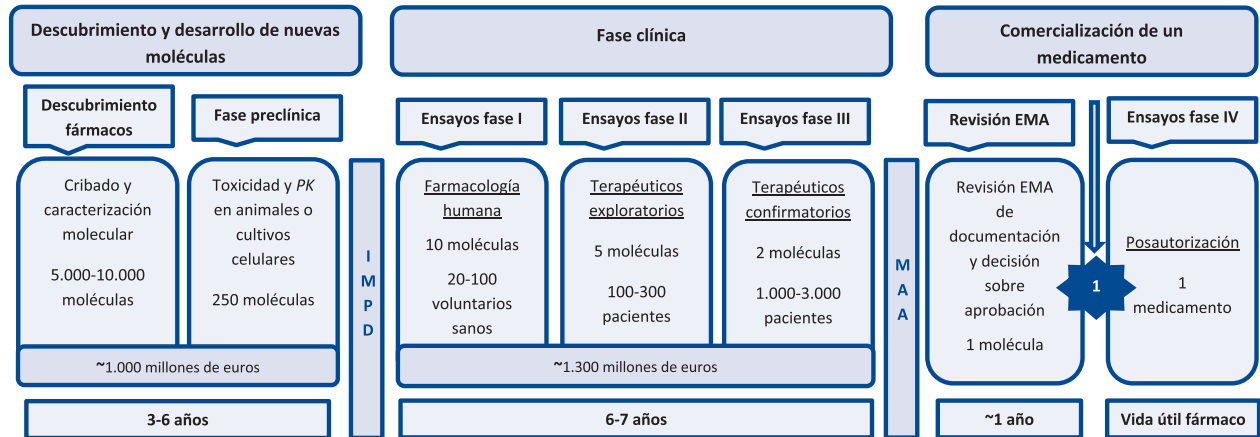 Descubrimiento y desarrollo de nuevas
moléculas
Fase clínica
Comercialización de un
medicamento
Descubrimiento
fármacos
Fase preclínica
Ensayos fase I
Ensayos fase II
Ensayos fase III
Revisión EMA
Ensayos fase IV
Cribado y
caracterización
molecular
5.000-10.000
moléculas
Toxicidad y PK
en animales o
cultivos
celulares
250 moléculas
~1.000 millones de euros
3-6 años
I
M
P
D
Farmacología
humana
10 moléculas
20-100
voluntarios
sanos
Terapéuticos
exploratorios
5 moléculas
100-300
pacientes
Terapéuticos
confirmatorios
2 moléculas
1.000-3.000
pacientes
~1.300 millones de euros
6-7 años
M
A
A
Revisión EMA
de
documentación
y decisión
sobre
aprobación
1 molécula
~1 año
1
Posautorización
1
medicamento
Vida útil fármaco